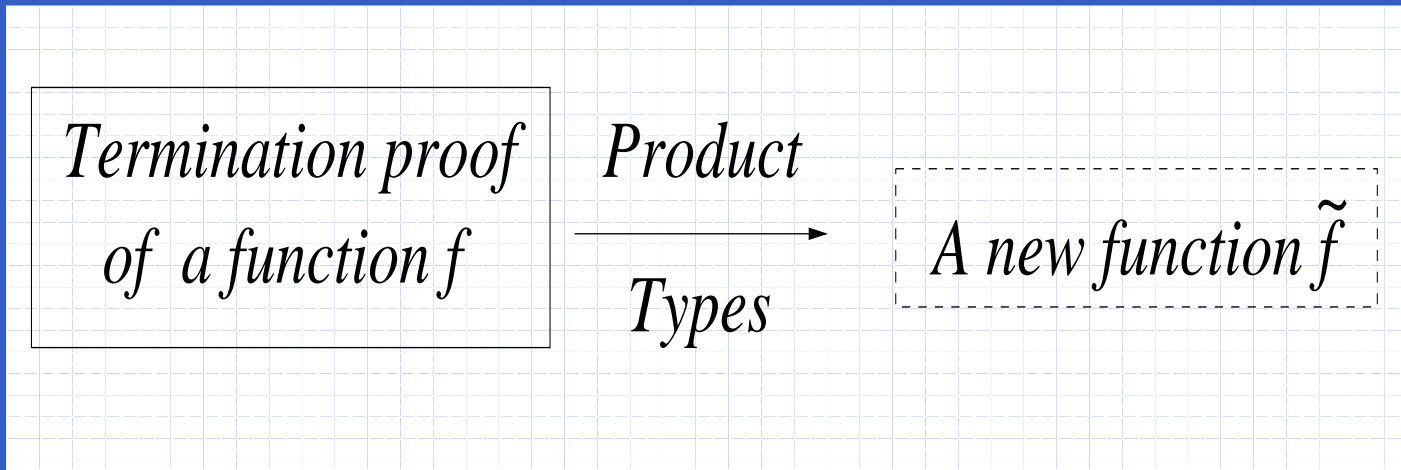 Termination proof
of a function f
Product
Types
A new function f̃